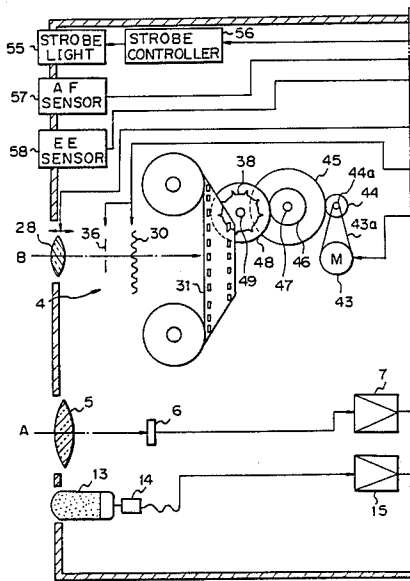 55
STROBE
LIGHT
STROBE
CONTROLLER
56
57
AF
SENSOR
58
EE
SENSOR
38
45
44a
44
43a
28
36
30
B
31
49
48
47
46
M
43
4
5
A
6
7
13
14
15